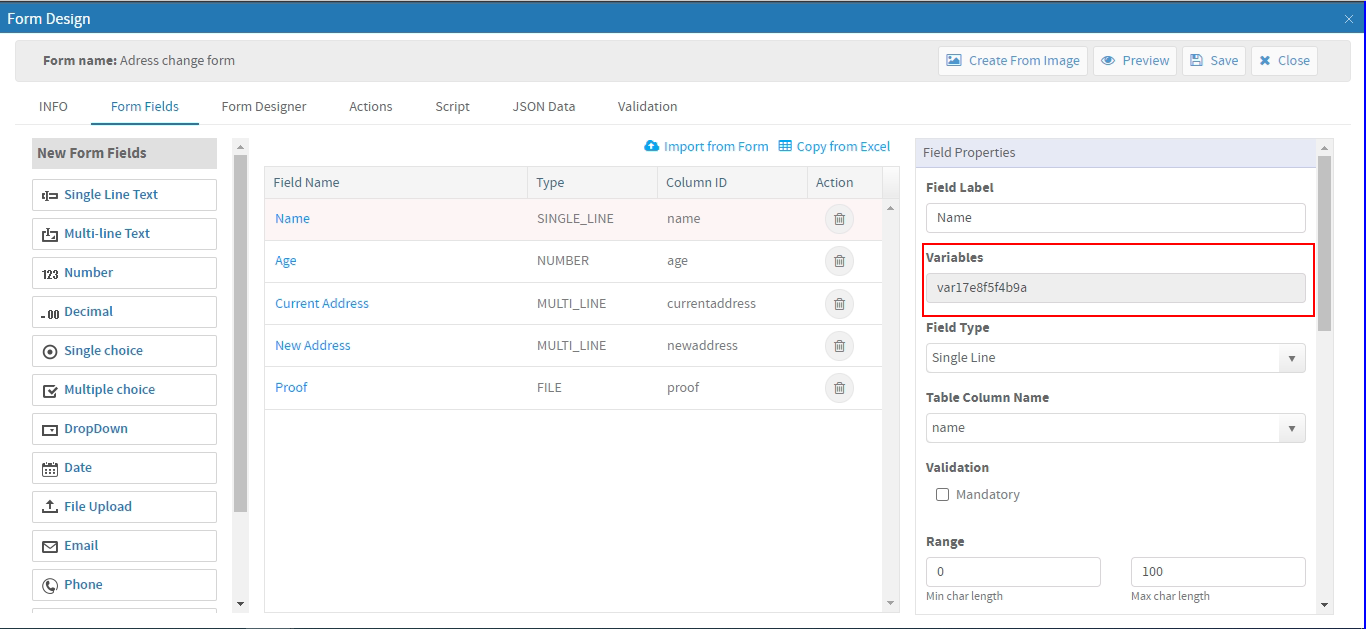 Form Design
Form name: Adress change form
Create From Image
Preview
Save
Close
INFO
Form Fields
Form Designer
Actions
Script
JSON Data
Validation
New Form Fields
Single Line Text
Multi-line Text
123 Number
.00 Decimal
Single choice
Multiple choice
DropDown
Date
File Upload
Email
Phone
Import from Form
Copy from Excel
Field Name Type Column ID Action
Name SINGLE_LINE name
Age NUMBER age
Current Address MULTI_LINE currentaddress
New Address MULTI_LINE newaddress
Proof FILE proof
Field Properties
Field Label
Name
Variables
var17e8f5f4b9a
Field Type
Single Line
Table Column Name
name
Validation
Mandatory
Range
0 100
Min char length Max char length